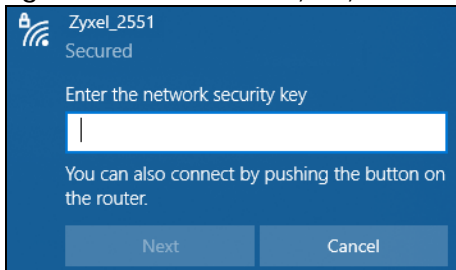 Zyxel_2551
Secured
Enter the network security key
You can also connect by pushing the button on
the router.
Next
Cancel